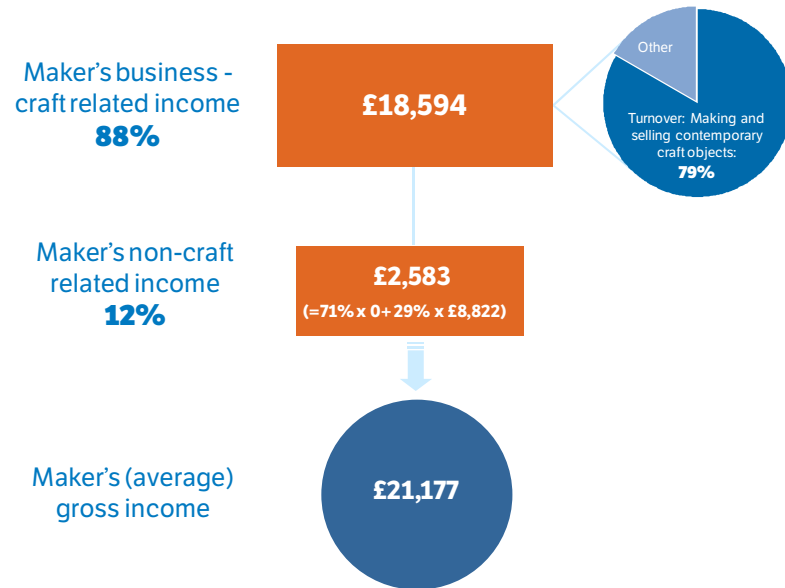 Maker's business -
craft related income
88%
£18,594
Other
Turnover: Making and
selling contemporary
craft objects:
79%
Maker's non-craft
related income
12%
£2,583
(=71% x 0+ 29% x £8,822)
Maker's (average)
gross income
£21,177